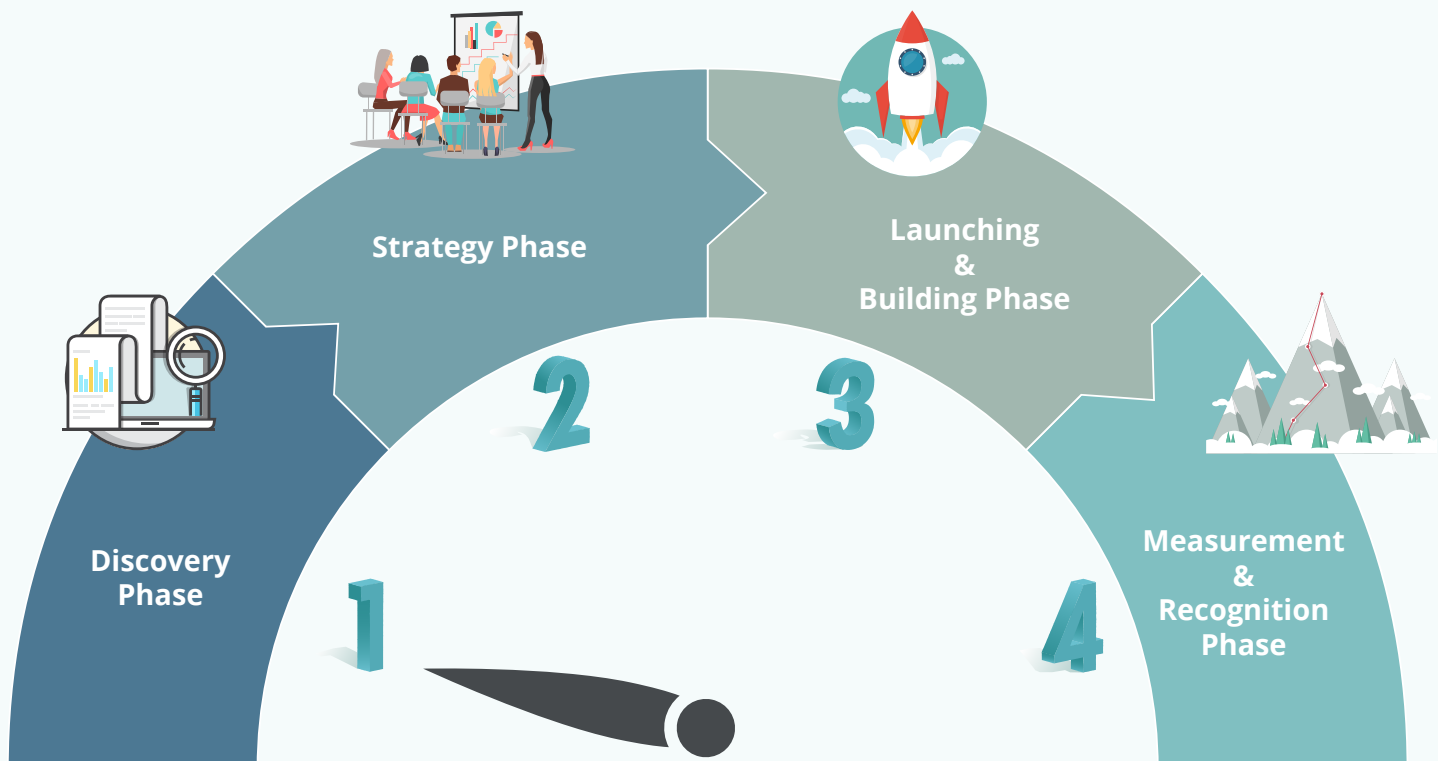 1
Discovery
Phase
2
Strategy Phase
3
Launching
&
Building Phase
4
Measurement
&
Recognition
Phase